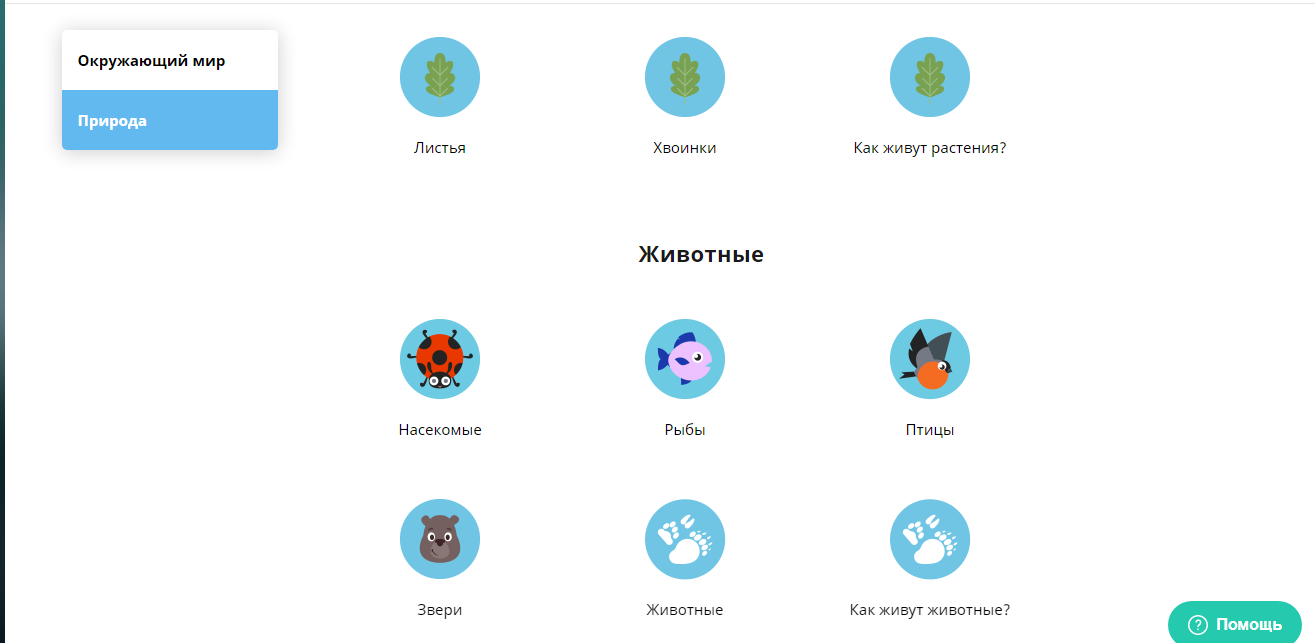 Окружающий мир
Природа
Листья
Хвоинки
Как живут растения?
Животные
Насекомые
Рыбы
Птицы
Звери
Животные
Как живут животные?
? Помощь